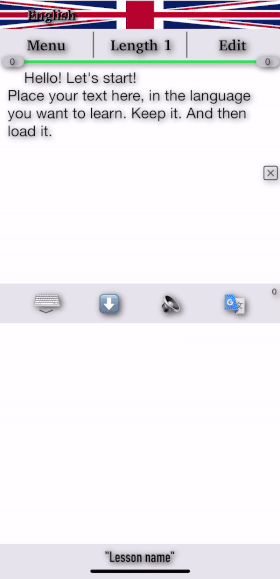 English
Menu
Length 1
Edit
0
0
Hello! Let's start!
Place your text here, in the language
you want to learn. Keep it. And then
load it.
0
G
"Lesson name"